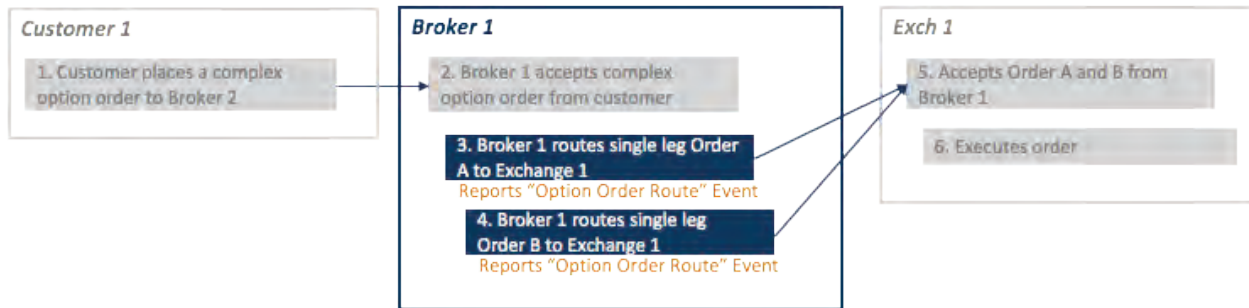 Customer 1
1. Customer places a complex
option order to Broker 2
Broker 1
2. Broker 1 accepts complex
option order from customer
3. Broker 1 routes single leg Order
A to Exchange 1
Reports “Option Order Route” Event
4. Broker 1 routes single leg
Order B to Exchange 1
Reports “Option Order Route” Event
Exch 1
5. Accepts Order A and B from
Broker 1
6. Executes order